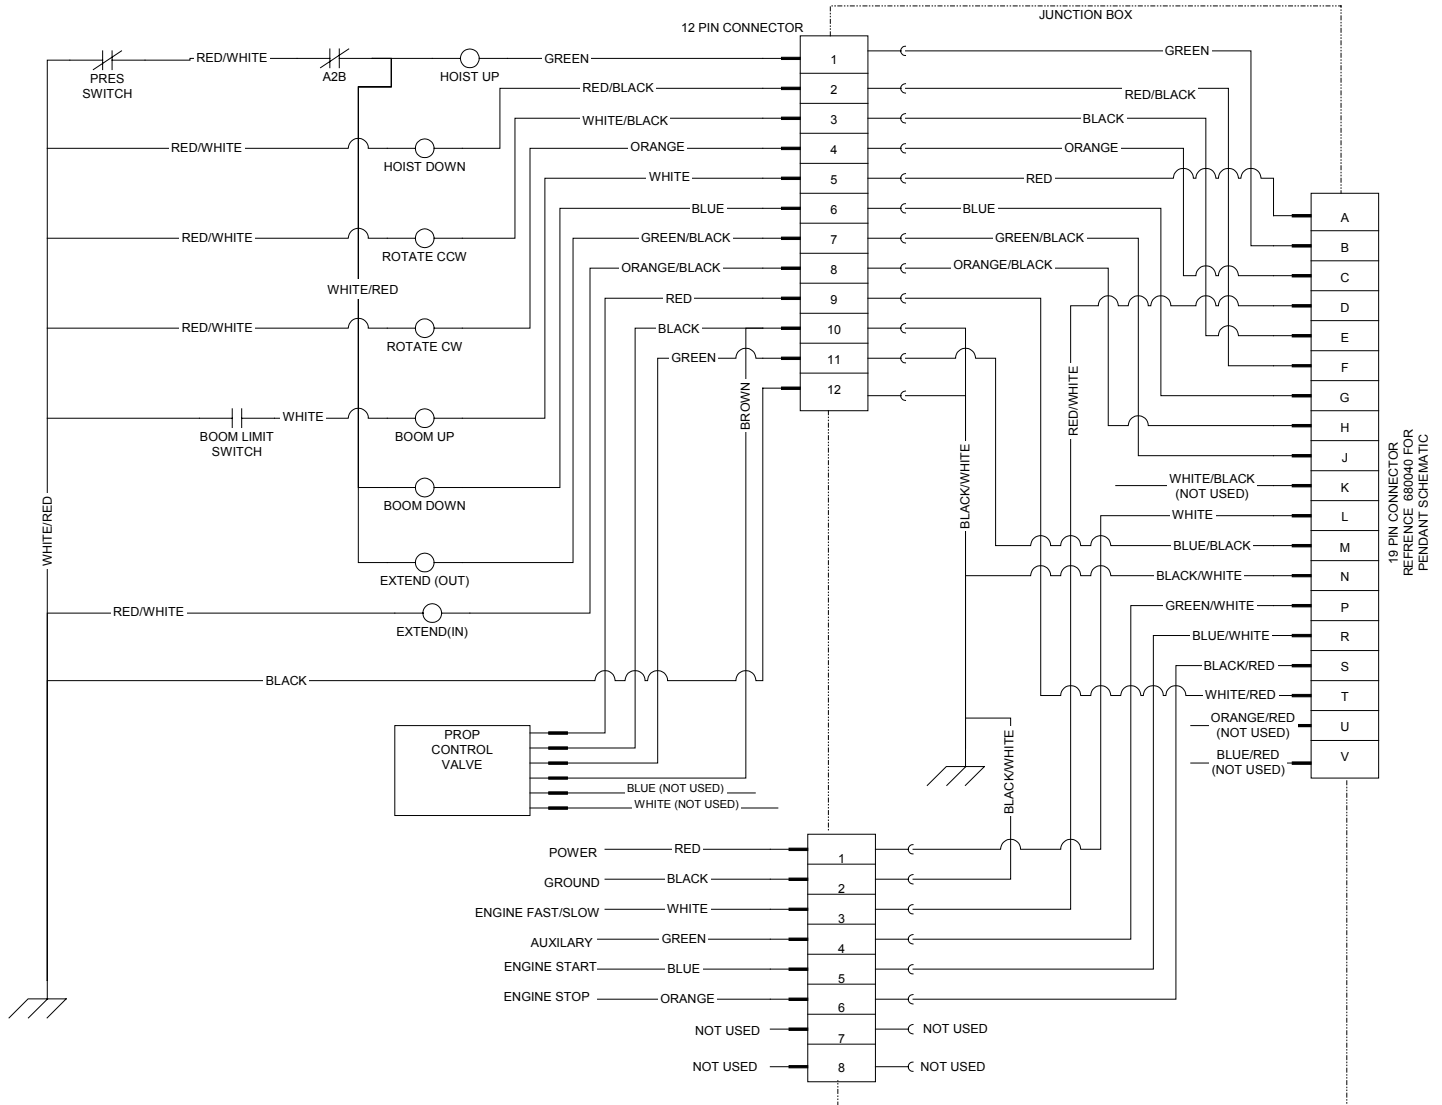 JUNCTION BOX
12 PIN CONNECTOR
PRES
SWITCH
RED/WHITE
A2B
HOIST UP
GREEN
1
GREEN
RED/BLACK
2
RED/BLACK
WHITE/BLACK
3
BLACK
RED/WHITE
HOIST DOWN
ORANGE
4
ORANGE
WHITE
5
RED
BLUE
6
BLUE
RED/WHITE
ROTATE CCW
GREEN/BLACK
7
GREEN/BLACK
ORANGE/BLACK
8
ORANGE/BLACK
WHITE/RED
RED
9
RED/WHITE
ROTATE CW
BLACK
10
GREEN
11
BROWN
12
WHITE
BOOM LIMIT
SWITCH
BOOM UP
BOOM DOWN
WHITE/RED
EXTEND (OUT)
RED/WHITE
EXTEND(IN)
BLACK
BLACK/WHITE
RED/WHITE
BLACK/WHITE
A
B
C
D
E
F
G
H
J
WHITE/BLACK
(NOT USED)
K
WHITE
L
BLUE/BLACK
M
BLACK/WHITE
N
GREEN/WHITE
P
BLUE/WHITE
R
BLACK/RED
S
WHITE/RED
T
ORANGE/RED
(NOT USED)
U
BLUE/RED
(NOT USED)
V
19 PIN CONNECTOR
REFRENCE 680040 FOR
PENDANT SCHEMATIC
PROP
CONTROL
VALVE
BLUE (NOT USED)
WHITE (NOT USED)
POWER
RED
1
GROUND
BLACK
2
ENGINE FAST/SLOW
WHITE
3
AUXILARY
GREEN
4
ENGINE START
BLUE
5
ENGINE STOP
ORANGE
6
NOT USED
7
NOT USED
NOT USED
8
NOT USED